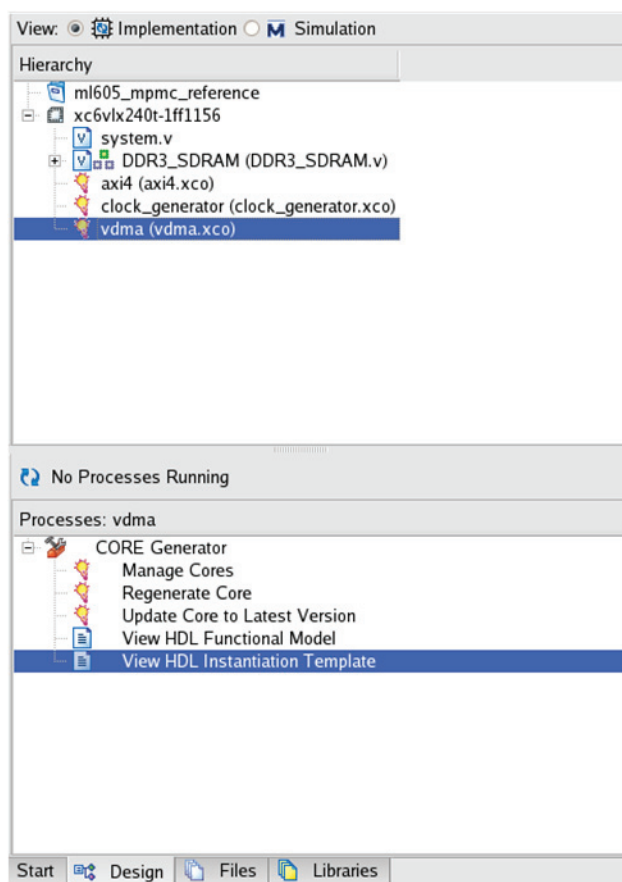 View: Implementation Simulation
Hierarchy
ml605_mpmc_reference
xc6vlx240t-1ff1156
system.v
DDR3_SDRAM (DDR3_SDRAM.v)
axi4 (axi4.xco)
clock_generator (clock_generator.xco)
vdma (vdma.xco)
No Processes Running
Processes: vdma
CORE Generator
Manage Cores
Regenerate Core
Update Core to Latest Version
View HDL Functional Model
View HDL Instantiation Template
Start Design Files Libraries